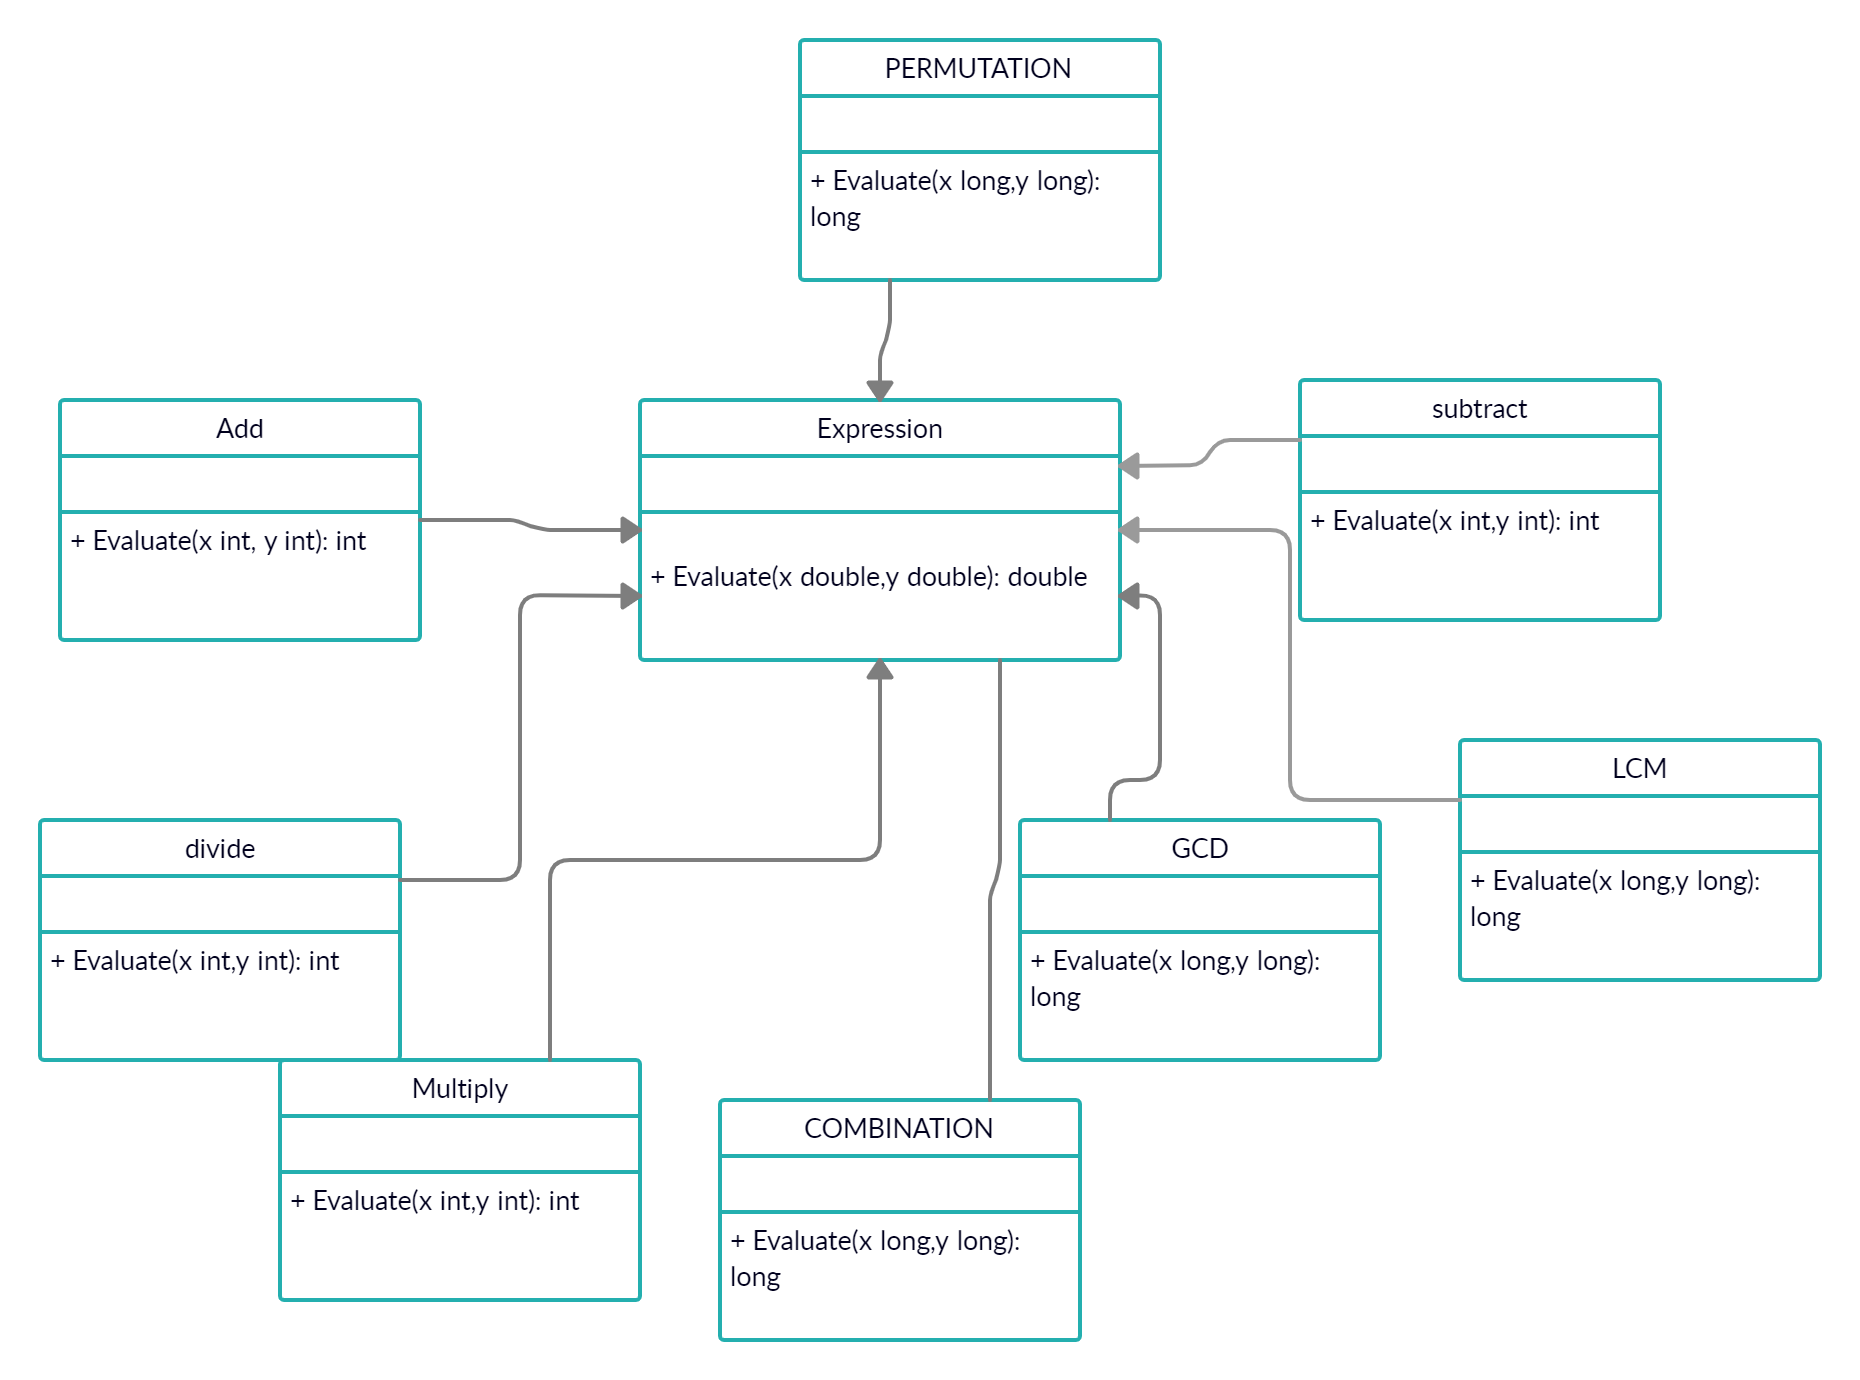 PERMUTATION
+ Evaluate(x long,y long):
long
Add
+ Evaluate(x int, y int): int
Expression
+ Evaluate(x double,y double): double
subtract
+ Evaluate(x int,y int): int
divide
+ Evaluate(x int,y int): int
Multiply
+ Evaluate(x int,y int): int
COMBINATION
+ Evaluate(x long,y long):
long
GCD
+ Evaluate(x long,y long):
long
LCM
+ Evaluate(x long,y long):
long